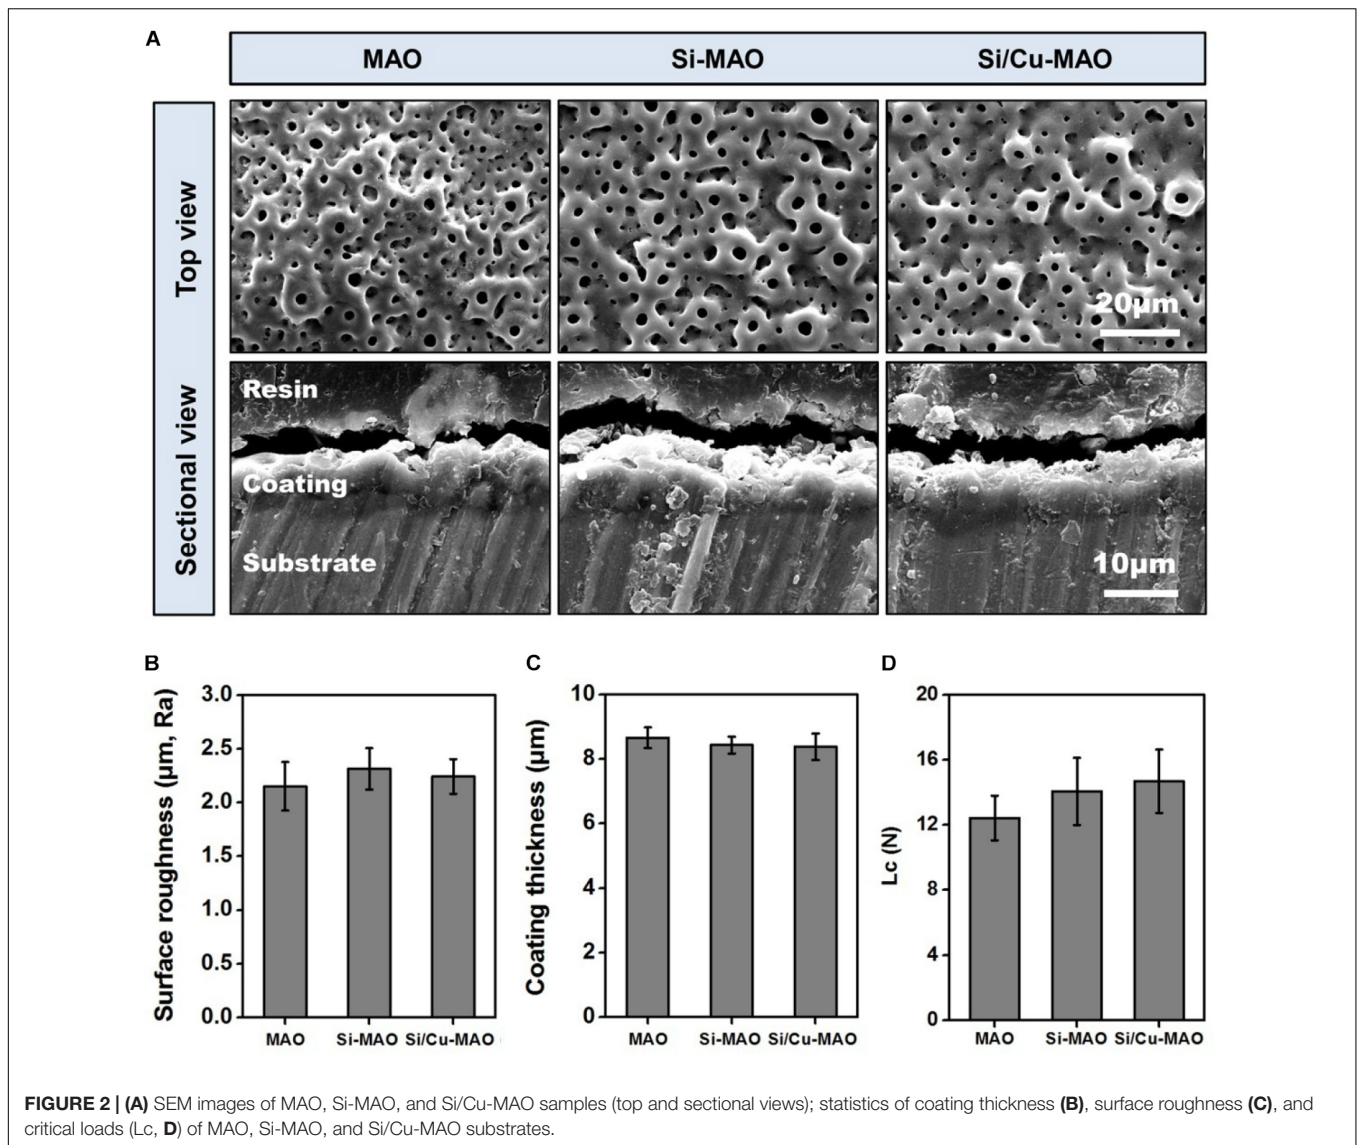 A
MAO Si-MAO Si/Cu-MAO
Top view
20µm
Sectional view
Resin
Coating
Substrate
10µm
B
Surface roughness (µm, Ra)
3.0
2.5
2.0
1.5
1.0
0.5
0.0
MAO Si-MAO Si/Cu-MAO
C
Coating thickness (µm)
10
8
6
4
2
0
MAO Si-MAO Si/Cu-MAO
D
Lc (N)
20
16
12
8
4
0
MAO Si-MAO Si/Cu-MAO
FIGURE 2 | (A) SEM images of MAO, Si-MAO, and Si/Cu-MAO samples (top and sectional views); statistics of coating thickness (B), surface roughness (C), and
critical loads (Lc, D) of MAO, Si-MAO, and Si/Cu-MAO substrates.